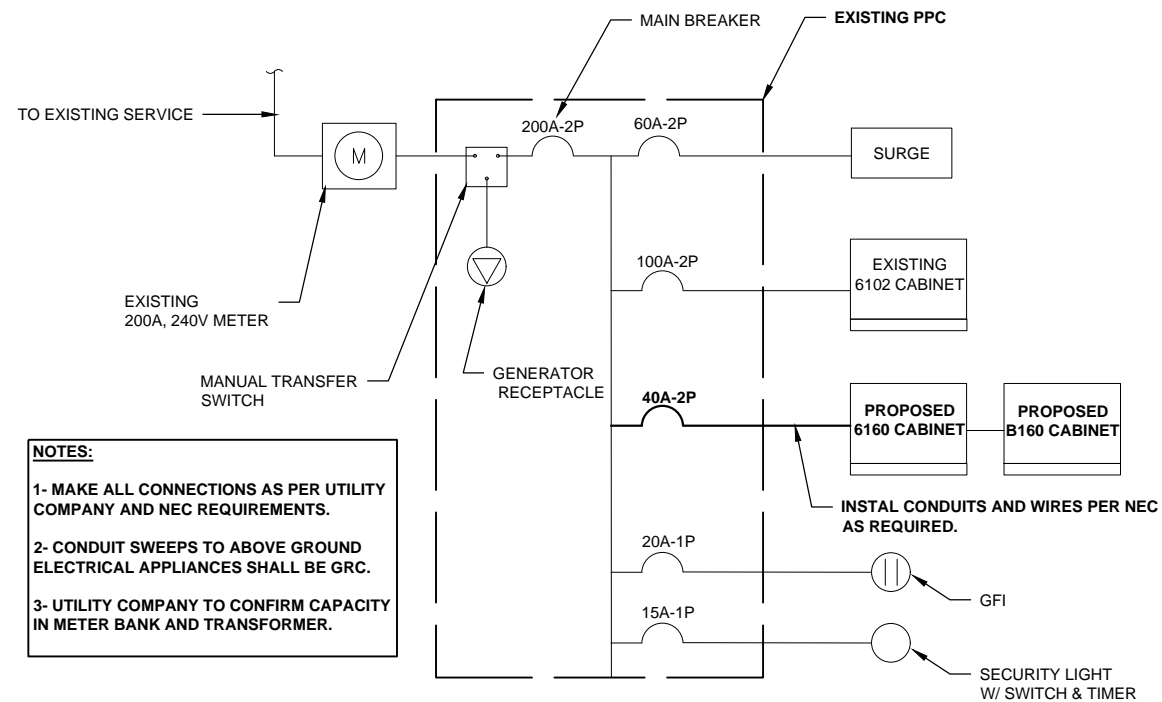 MAIN BREAKER
EXISTING PPC
TO EXISTING SERVICE
200A-2P
60A-2P
M
SURGE
100A-2P
EXISTING
6102 CABINET
EXISTING
200A, 240V METER
MANUAL TRANSFER
SWITCH
GENERATOR
RECEPTACLE
40A-2P
PROPOSED
6160 CABINET
PROPOSED
B160 CABINET
NOTES:
1- MAKE ALL CONNECTIONS AS PER UTILITY
COMPANY AND NEC REQUIREMENTS.
2- CONDUIT SWEEPS TO ABOVE GROUND
ELECTRICAL APPLIANCES SHALL BE GRC.
3- UTILITY COMPANY TO CONFIRM CAPACITY
IN METER BANK AND TRANSFORMER.
INSTAL CONDUITS AND WIRES PER NEC
AS REQUIRED.
20A-1P
GFI
15A-1P
SECURITY LIGHT
W/ SWITCH & TIMER